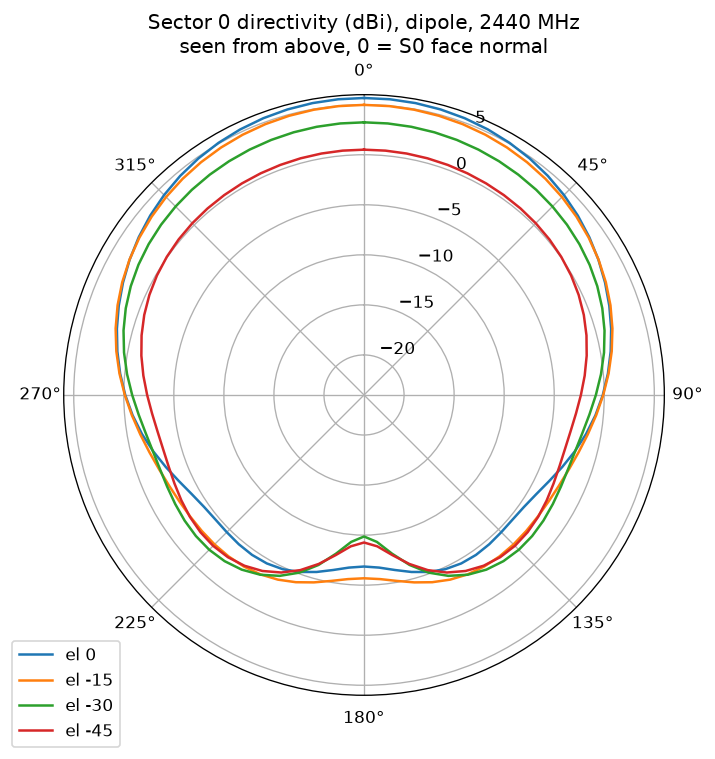 Sector 0 directivity (dBi), dipole, 2440 MHz
seen from above, 0 = S0 face normal
0°
45°
90°
135°
180°
225°
270°
315°
5
0
−5
−10
−15
−20
el 0
el -15
el -30
el -45